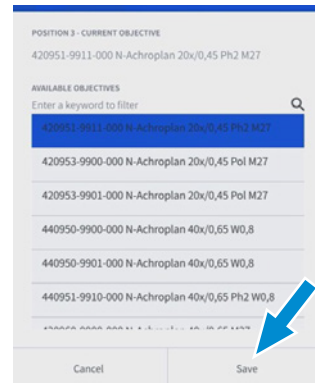 POSITION 3 - CURRENT OBJECTIVE
420951-9911-000 N-Achroplan 20x/0,45 Ph2 M27
AVAILABLE OBJECTIVES
Enter a keyword to filter
420951-9911-000 N-Achroplan 20x/0,45 Ph2 M27
420953-9900-000 N-Achroplan 20x/0,45 Pol M27
420953-9901-000 N-Achroplan 20x/0,45 Pol M27
440950-9900-000 N-Achroplan 40x/0,65 W0,8
440950-9901-000 N-Achroplan 40x/0,65 W0,8
440951-9910-000 N-Achroplan 40x/0,65 Ph2 W0,8
Cancel
Save